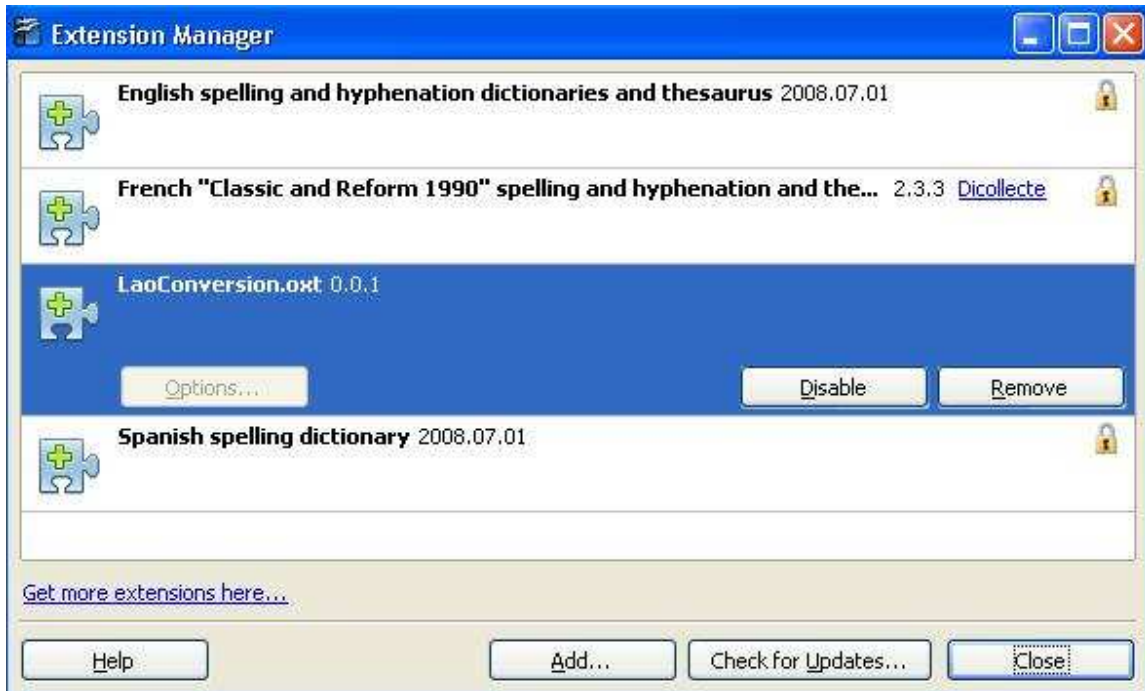 Extension Manager
English spelling and hyphenation dictionaries and thesaurus 2008.07.01
French "Classic and Reform 1990" spelling and hyphenation and the... 2.3.3 Dicollecte
LaoConversion.oxt 0.0.1
Options... Disable Remove
Spanish spelling dictionary 2008.07.01
Get more extensions here...
Help Add... Check for Updates... Close